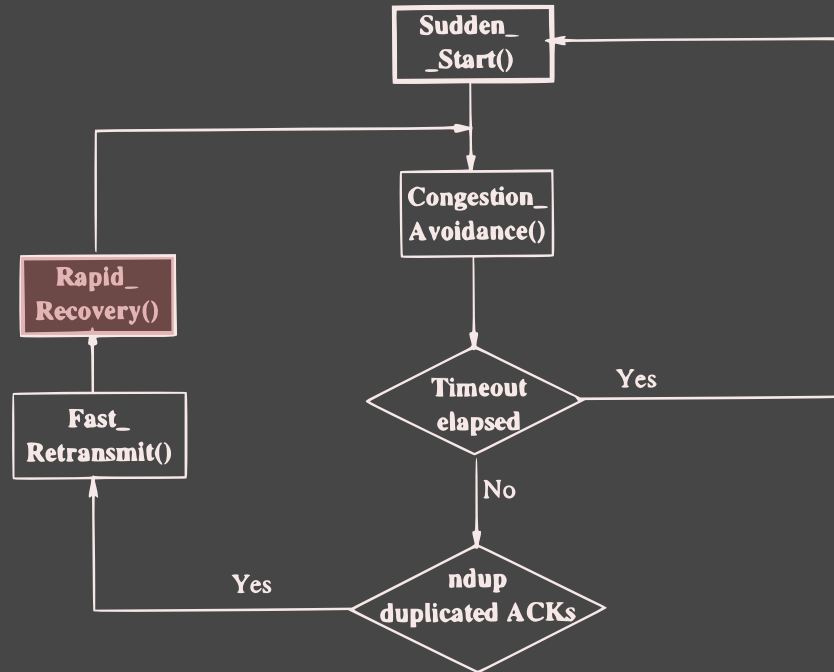 Sudden_
_Start()
Congestion_
Avoidance()
Rapid_
Recovery()
Timeout
elapsed
Yes
Fast_
Retransmit()
No
ndup
duplicated ACKs
Yes